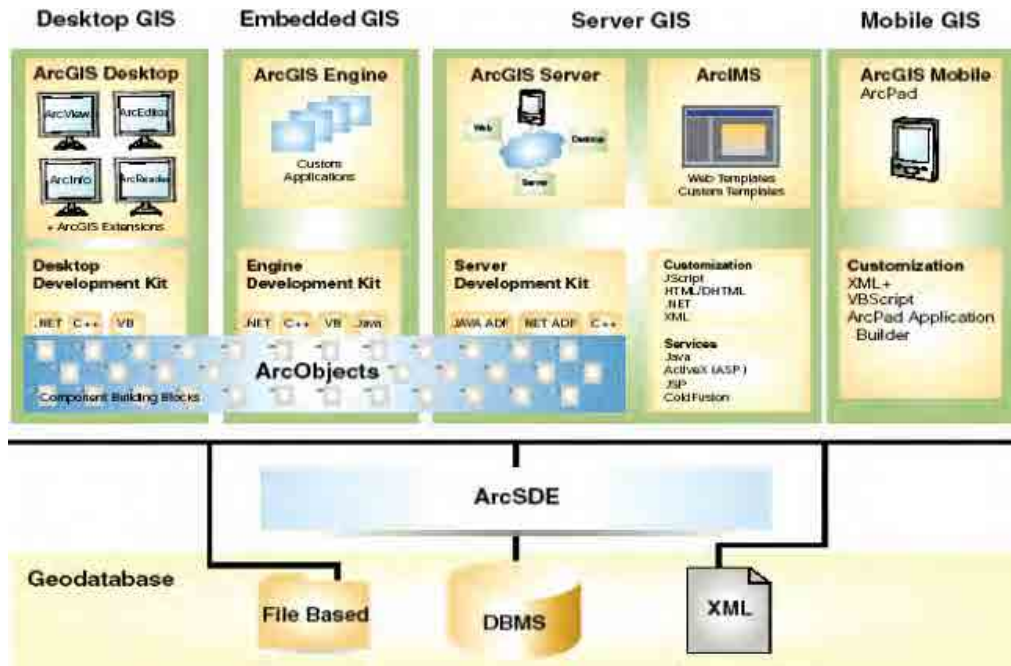 Desktop GIS
Embedded GIS
Server GIS
Mobile GIS
ArcGIS Desktop
ArcView
ArcEditor
ArcInfo
ArcReader
+ ArcGIS Extensions
ArcGIS Engine
Custom
Applications
ArcGIS Server
Web
Desktop
Server
ArcIMS
Web Templates
Custom Templates
ArcGIS Mobile
ArcPad
Desktop
Development Kit
.NET C++ VB
Engine
Development Kit
.NET C++ VB Java
Server
Development Kit
JAVA ADF .NET ADF C++
Customization
JScript
HTML/DHTML
.NET
XML
Services
Java
ActiveX (ASP)
JSP
ColdFusion
Customization
XML+
VBScript
ArcPad Application
Builder
ArcObjects
Component Building Blocks
ArcSDE
Geodatabase
File Based
DBMS
XML